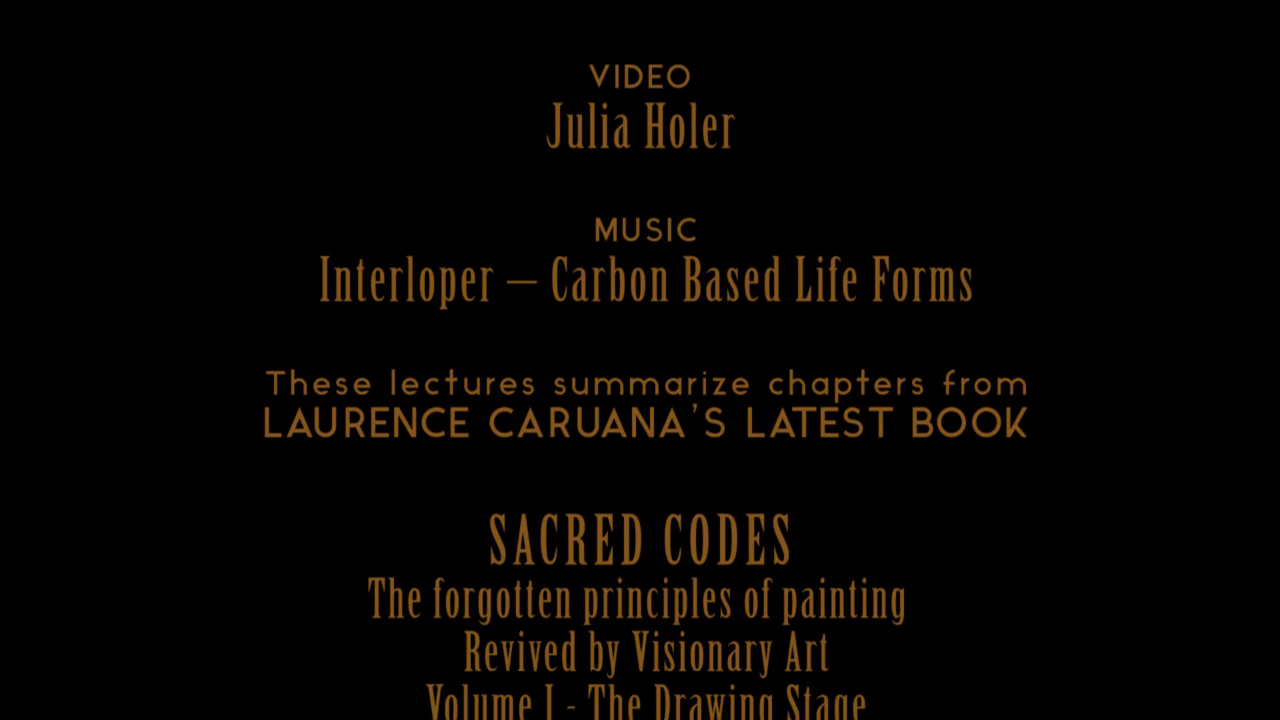 VIDEO
Julia Holer
MUSIC
Interloper – Carbon Based Life Forms
These lectures summarize chapters from
LAURENCE CARUANA'S LATEST BOOK
SACRED CODES
The forgotten principles of painting
Revived by Visionary Art
Volume I - The Drawing Stage